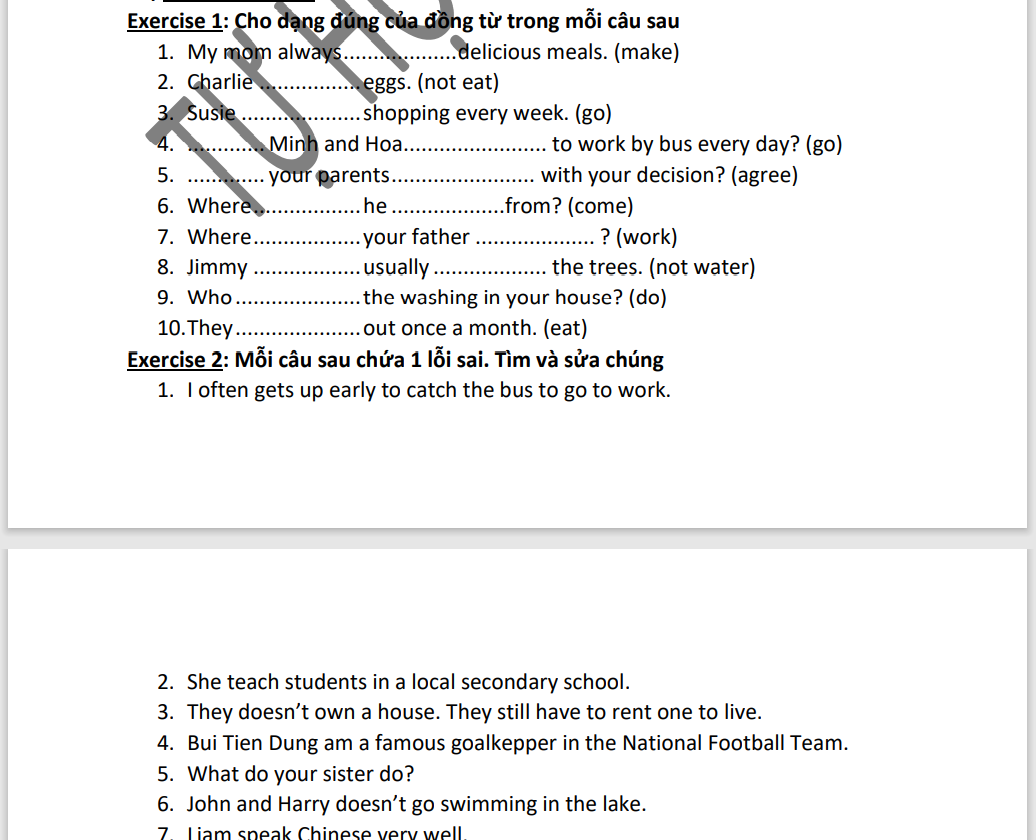 Exercise 1: Cho dạng đúng của đồng từ trong mỗi câu sau
1. My mom always..................delicious meals. (make)
2. Charlie ................eggs. (not eat)
3. Susie ...................shopping every week. (go)
4. ............Minh and Hoa....................... to work by bus every day? (go)
5. ............ your parents....................... with your decision? (agree)
6. Where.................he ..................from? (come)
7. Where.................your father ................... ? (work)
8. Jimmy .................usually .................. the trees. (not water)
9. Who....................the washing in your house? (do)
10.They....................out once a month. (eat)
Exercise 2: Mỗi câu sau chứa 1 lỗi sai. Tìm và sửa chúng
1. I often gets up early to catch the bus to go to work.
2. She teach students in a local secondary school.
3. They doesn’t own a house. They still have to rent one to live.
4. Bui Tien Dung am a famous goalkepper in the National Football Team.
5. What do your sister do?
6. John and Harry doesn’t go swimming in the lake.
7. Liam speak Chinese very well.